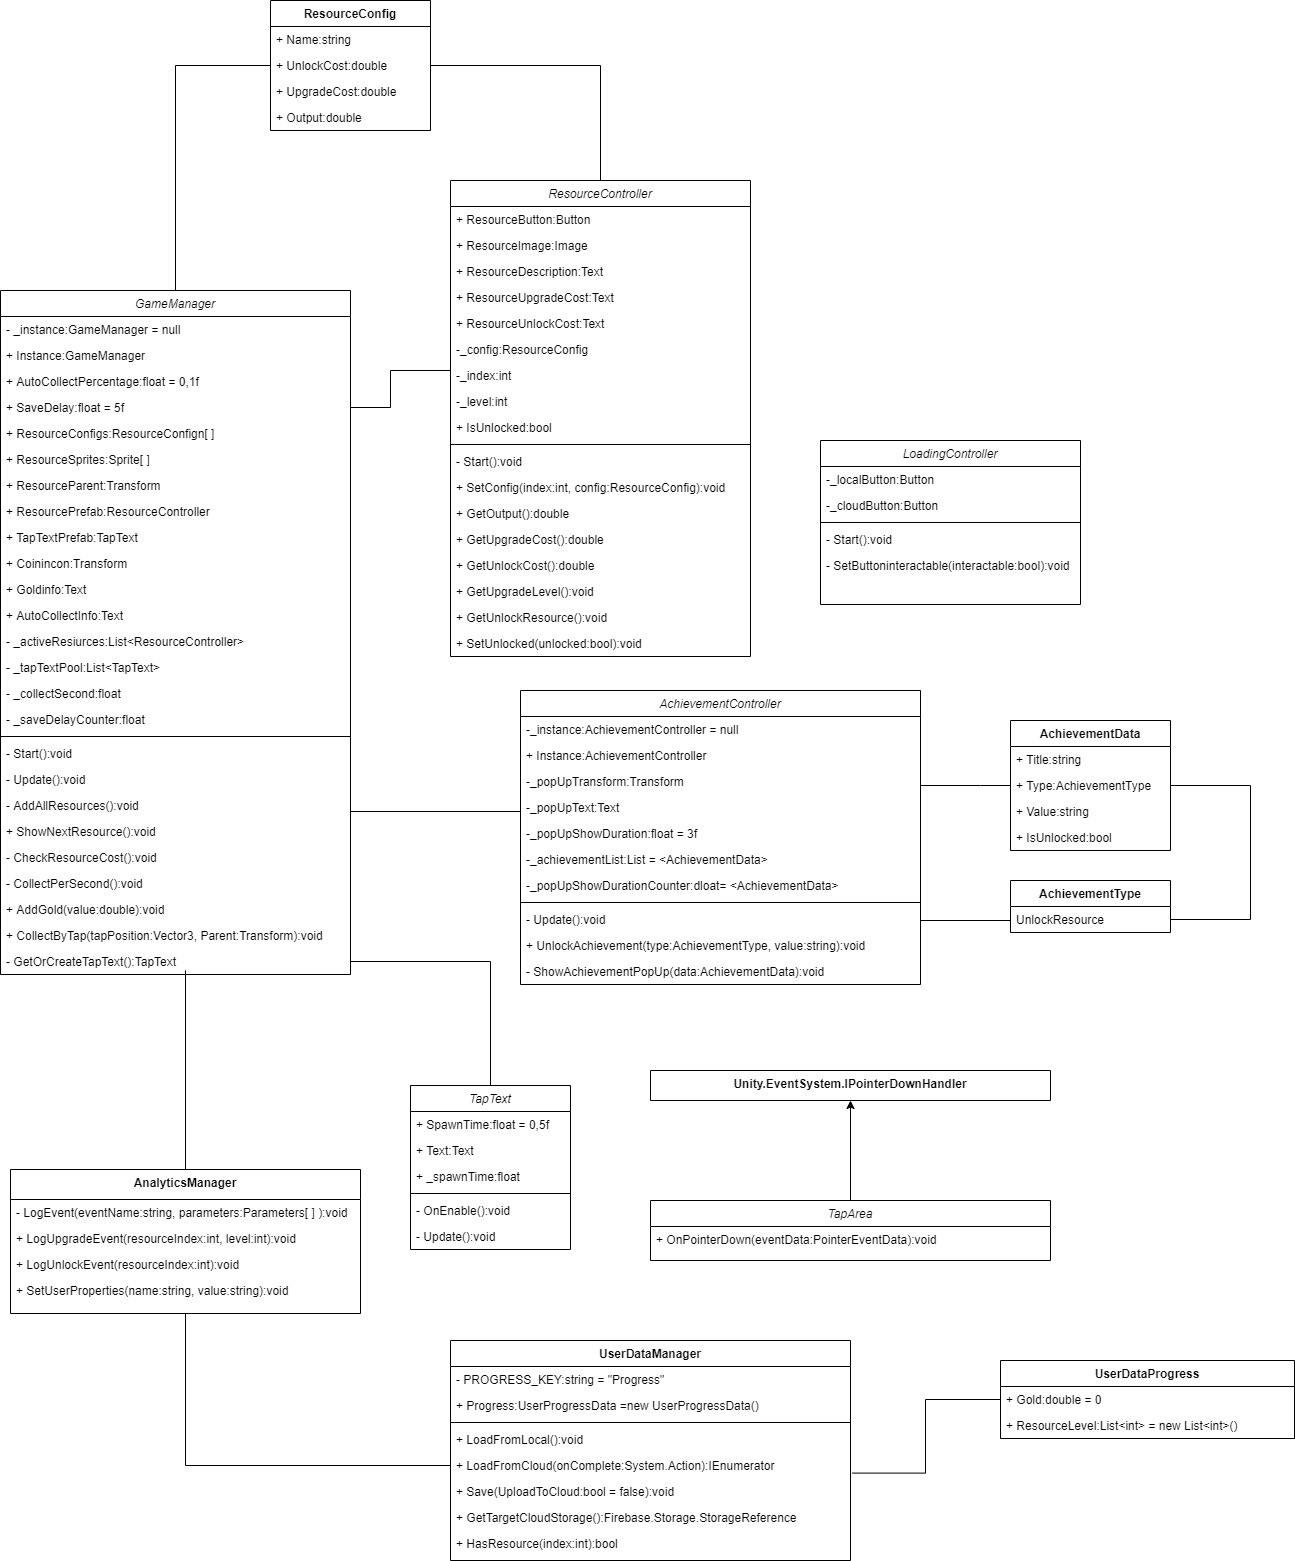 ResourceConfig
+ Name:string
+ UnlockCost:double
+ UpgradeCost:double
+ Output:double
ResourceController
+ ResourceButton:Button
+ ResourceImage:Image
+ ResourceDescription:Text
+ ResourceUpgradeCost:Text
+ ResourceUnlockCost:Text
-_config:ResourceConfig
-_index:int
-_level:int
+ IsUnlocked:bool
- Start():void
+ SetConfig(index:int, config:ResourceConfig):void
+ GetOutput():double
+ GetUpgradeCost():double
+ GetUnlockCost():double
+ GetUpgradeLevel():void
+ GetUnlockResource():void
+ SetUnlocked(unlocked:bool):void
GameManager
- _instance:GameManager = null
+ Instance:GameManager
+ AutoCollectPercentage:float = 0,1f
+ SaveDelay:float = 5f
+ ResourceConfigs:ResourceConfign[ ]
+ ResourceSprites:Sprite[ ]
+ ResourceParent:Transform
+ ResourcePrefab:ResourceController
+ TapTextPrefab:TapText
+ Coinincon:Transform
+ Goldinfo:Text
+ AutoCollectInfo:Text
- _activeResiurces:List<ResourceController>
- _tapTextPool:List<TapText>
- _collectSecond:float
- _saveDelayCounter:float
- Start():void
- Update():void
- AddAllResources():void
+ ShowNextResource():void
- CheckResourceCost():void
- CollectPerSecond():void
+ AddGold(value:double):void
+ CollectByTap(tapPosition:Vector3, Parent:Transform):void
- GetOrCreateTapText():TapText
LoadingController
-_localButton:Button
-_cloudButton:Button
- Start():void
- SetButtoninteractable(interactable:bool):void
AchievementController
-_instance:AchievementController = null
+ Instance:AchievementController
-_popUpTransform:Transform
-_popUpText:Text
-_popUpShowDuration:float = 3f
-_achievementList:List = <AchievementData>
-_popUpShowDurationCounter:dloat= <AchievementData>
- Update():void
+ UnlockAchievement(type:AchievementType, value:string):void
- ShowAchievementPopUp(data:AchievementData):void
AchievementData
+ Title:string
+ Type:AchievementType
+ Value:string
+ IsUnlocked:bool
AchievementType
UnlockResource
Unity.EventSystem.IPointerDownHandler
TapText
+ SpawnTime:float = 0,5f
+ Text:Text
+ _spawnTime:float
- OnEnable():void
- Update():void
TapArea
+ OnPointerDown(eventData:PointerEventData):void
AnalyticsManager
- LogEvent(eventName:string, parameters:Parameters[ ] ):void
+ LogUpgradeEvent(resourceIndex:int, level:int):void
+ LogUnlockEvent(resourceIndex:int):void
+ SetUserProperties(name:string, value:string):void
UserDataManager
- PROGRESS_KEY:string = "Progress"
+ Progress:UserProgressData =new UserProgressData()
+ LoadFromLocal():void
+ LoadFromCloud(onComplete:System.Action):IEnumerator
+ Save(UploadToCloud:bool = false):void
+ GetTargetCloudStorage():Firebase.Storage.StorageReference
+ HasResource(index:int):bool
UserDataProgress
+ Gold:double = 0
+ ResourceLevel:List<int> = new List<int>()